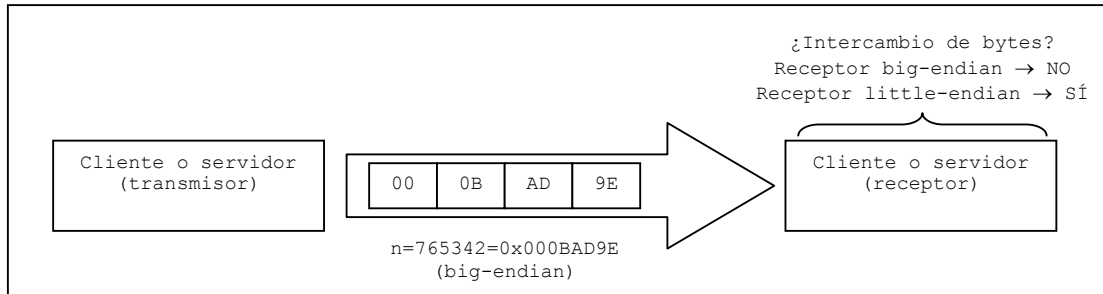 ¿Intercambio de bytes?
Receptor big-endian → NO
Receptor little-endian → SÍ
Cliente o servidor
(transmisor)
00 0B AD 9E
Cliente o servidor
(receptor)
n=765342=0x000BAD9E
(big-endian)